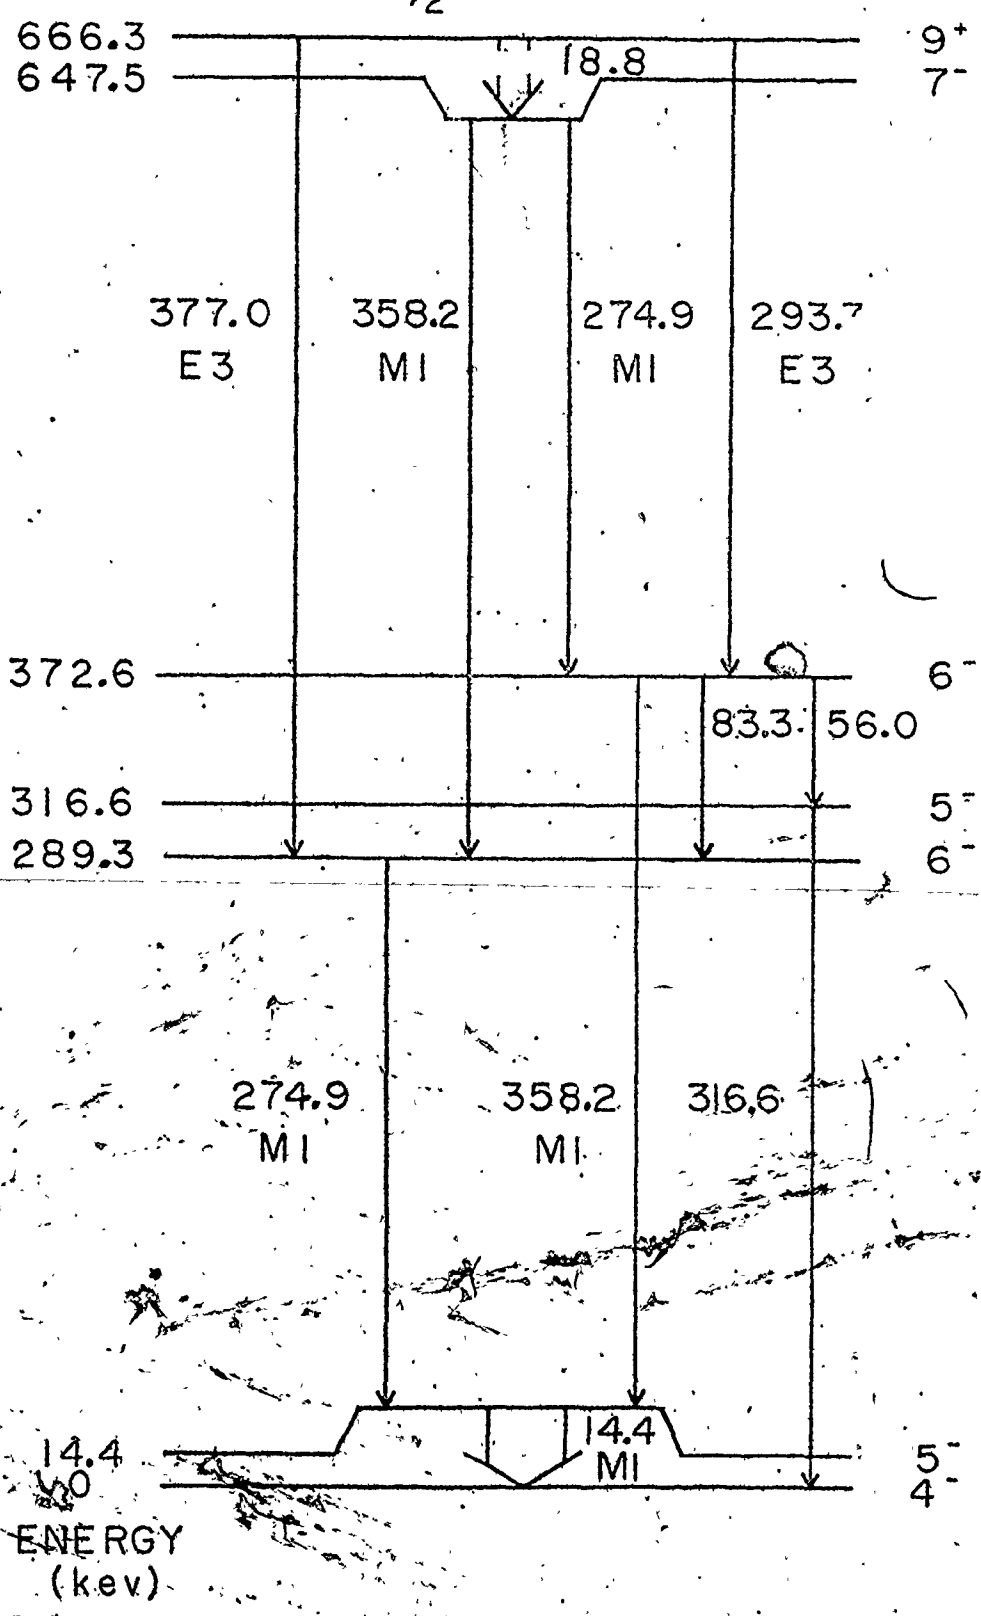 /2
666.3 9+
18.8
647.5 7-
377.0 358.2 274.9 293.7
E3 M1 M1 E3
372.6 6-
83.3 56.0
316.6 5-
289.3 6-
274.9 358.2 316.6
M1 M1
14.4
14.4 M1 5-
0 4-
ENERGY
(kev)